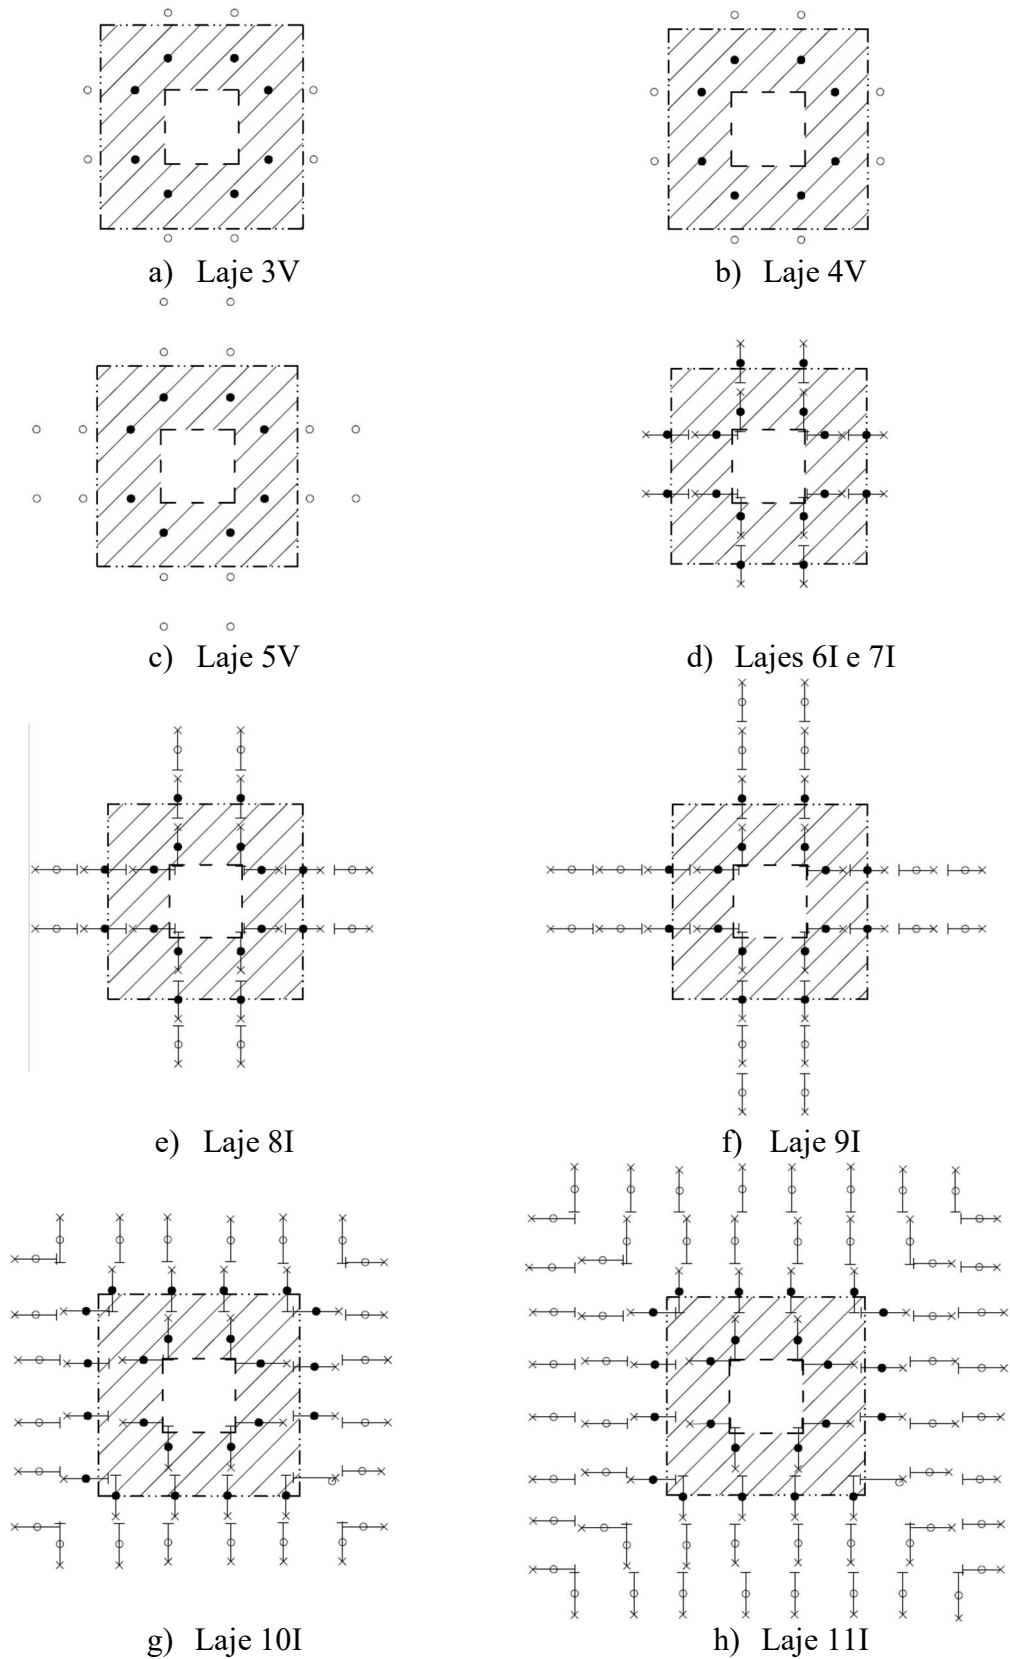 a) Laje 3V
b) Laje 4V
c) Laje 5V
d) Lajes 6I e 7I
e) Laje 8I
f) Laje 9I
g) Laje 10I
h) Laje 11I